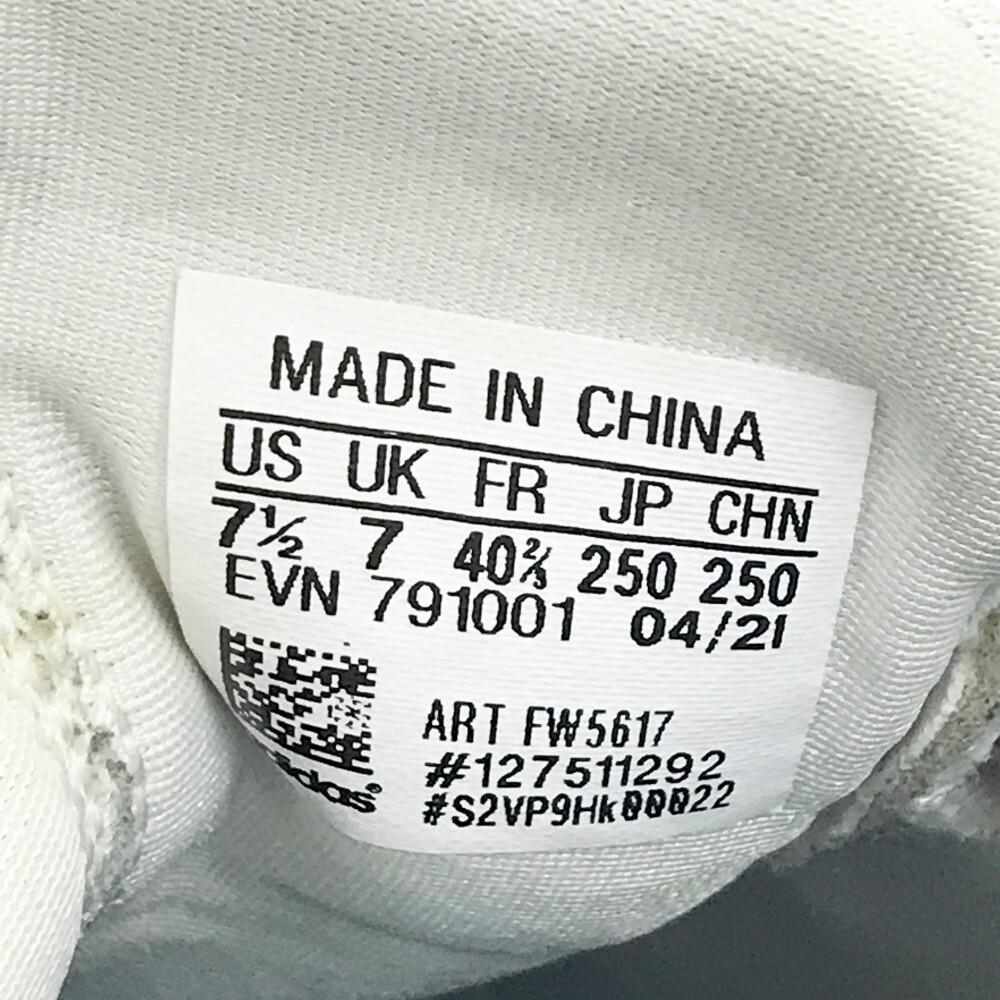 MADE IN CHINA
US UK FR JP CHN
7½ 7 40⅔ 250 250
EVN 791001 04/21
ART FW5617
#127511292
#S2VP9Hk00022
adidas®